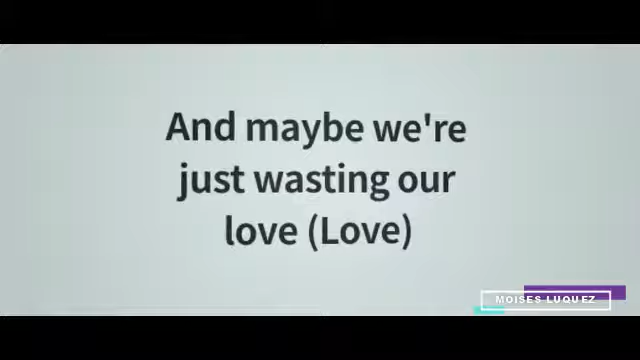 And maybe we're
just wasting our
love (Love)
MOISES LUQUEZ